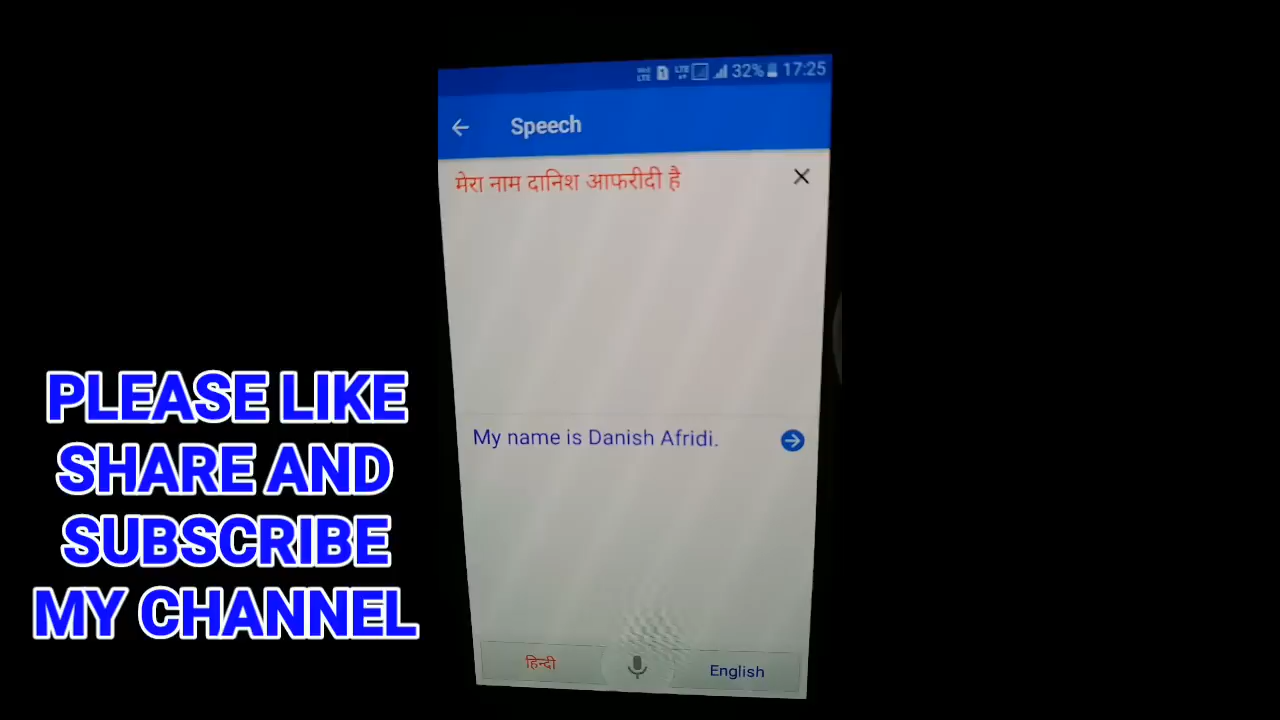 32% 17:25
Speech
मेरा नाम दानिश आफरीदी है
My name is Danish Afridi.
हिन्दी
English
PLEASE LIKE
SHARE AND
SUBSCRIBE
MY CHANNEL